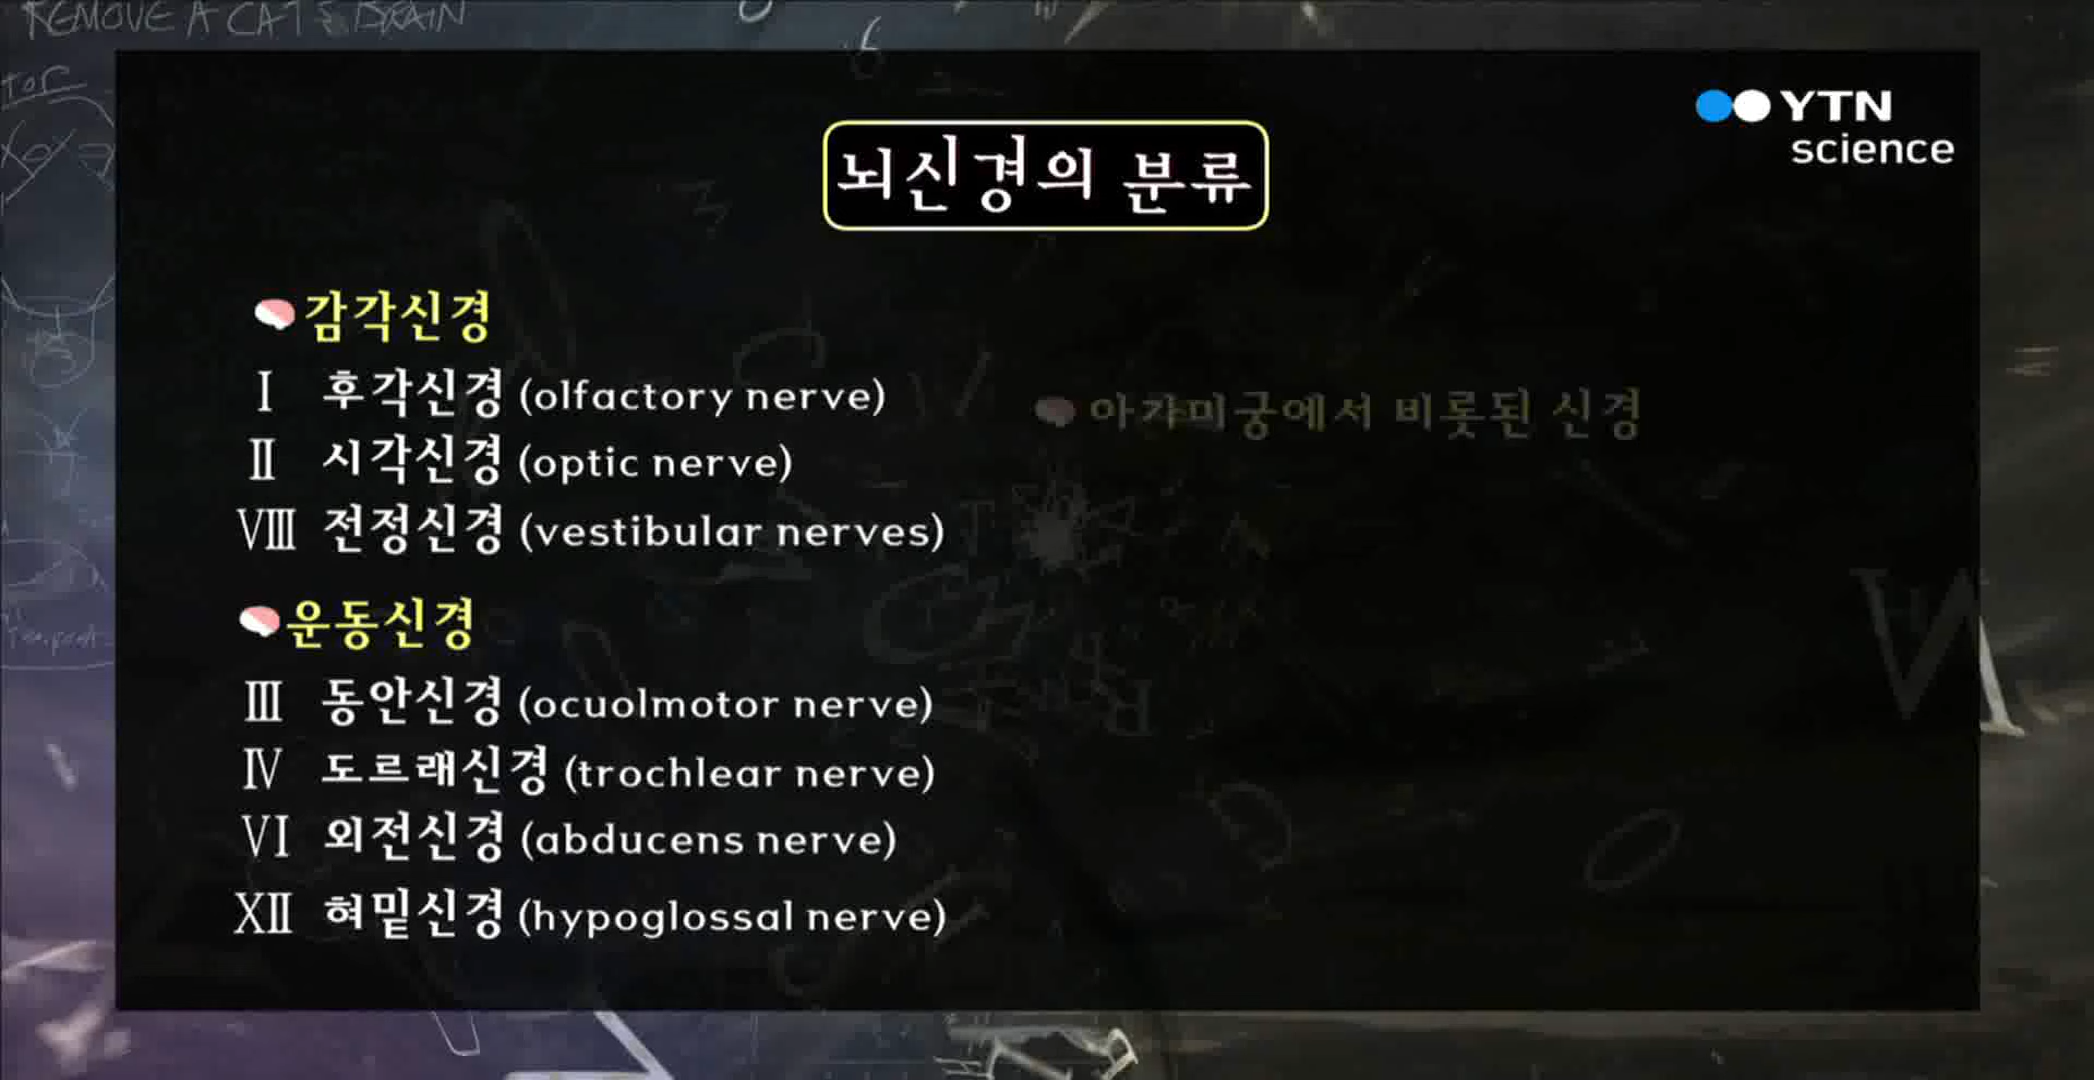 REMOVE A CAT'S BRAIN
6
YTN
science
뇌신경의 분류
감각신경
Ⅰ 후각신경 (olfactory nerve)
Ⅱ 시각신경 (optic nerve)
Ⅷ 전정신경 (vestibular nerves)
운동신경
Ⅲ 동안신경 (ocuolmotor nerve)
Ⅳ 도르래신경 (trochlear nerve)
Ⅵ 외전신경 (abducens nerve)
Ⅻ 혀밑신경 (hypoglossal nerve)
아가미궁에서 비롯된 신경